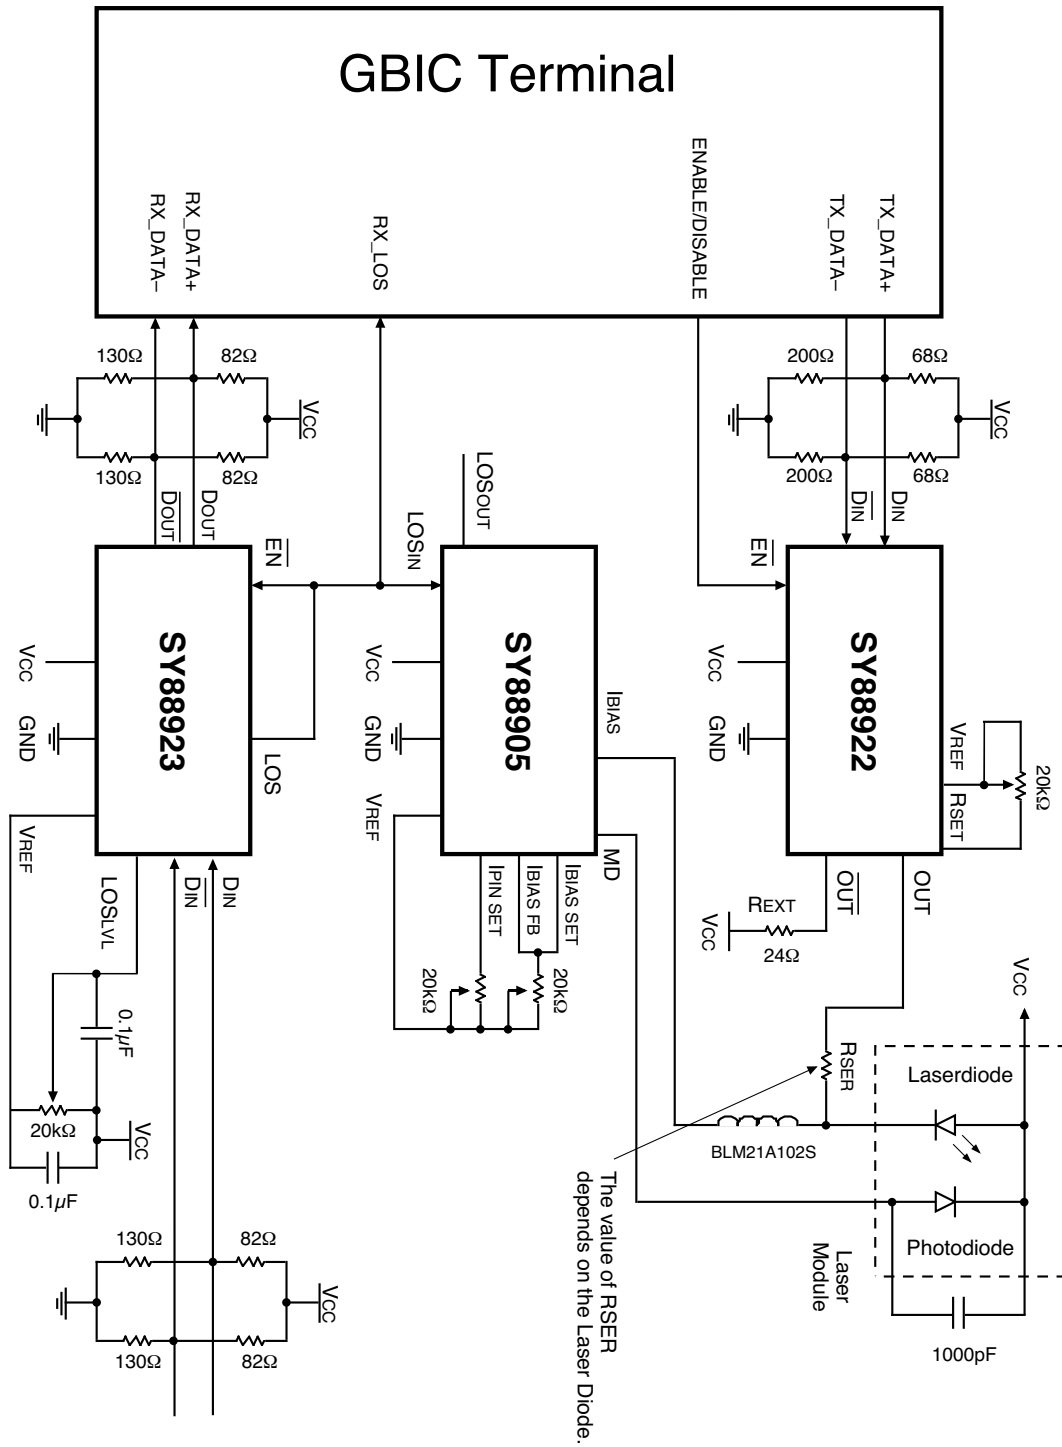 GBIC Terminal
RX_DATA–
RX_DATA+
RX_LOS
ENABLE/DISABLE
TX_DATA–
TX_DATA+
130Ω
82Ω
200Ω
68Ω
VCC
VCC
130Ω
82Ω
200Ω
68Ω
DOUT
DOUT
LOSOUT
LOSIN
EN
EN
DIN
DIN
SY88923
SY88905
SY88922
VCC
GND
LOS
VCC
GND
IBIAS
VCC
GND
VREF
RSET
20kΩ
VREF
LOSLVL
DIN
DIN
VREF
IPIN SET
IBIAS FB
IBIAS SET
MD
OUT
OUT
REXT
24Ω
VCC
VCC
20kΩ
20kΩ
0.1µF
20kΩ
VCC
0.1µF
RSER
Laserdiode
BLM21A102S
Photodiode
Laser
Module
1000pF
The value of RSER
depends on the Laser Diode.
130Ω
82Ω
VCC
130Ω
82Ω